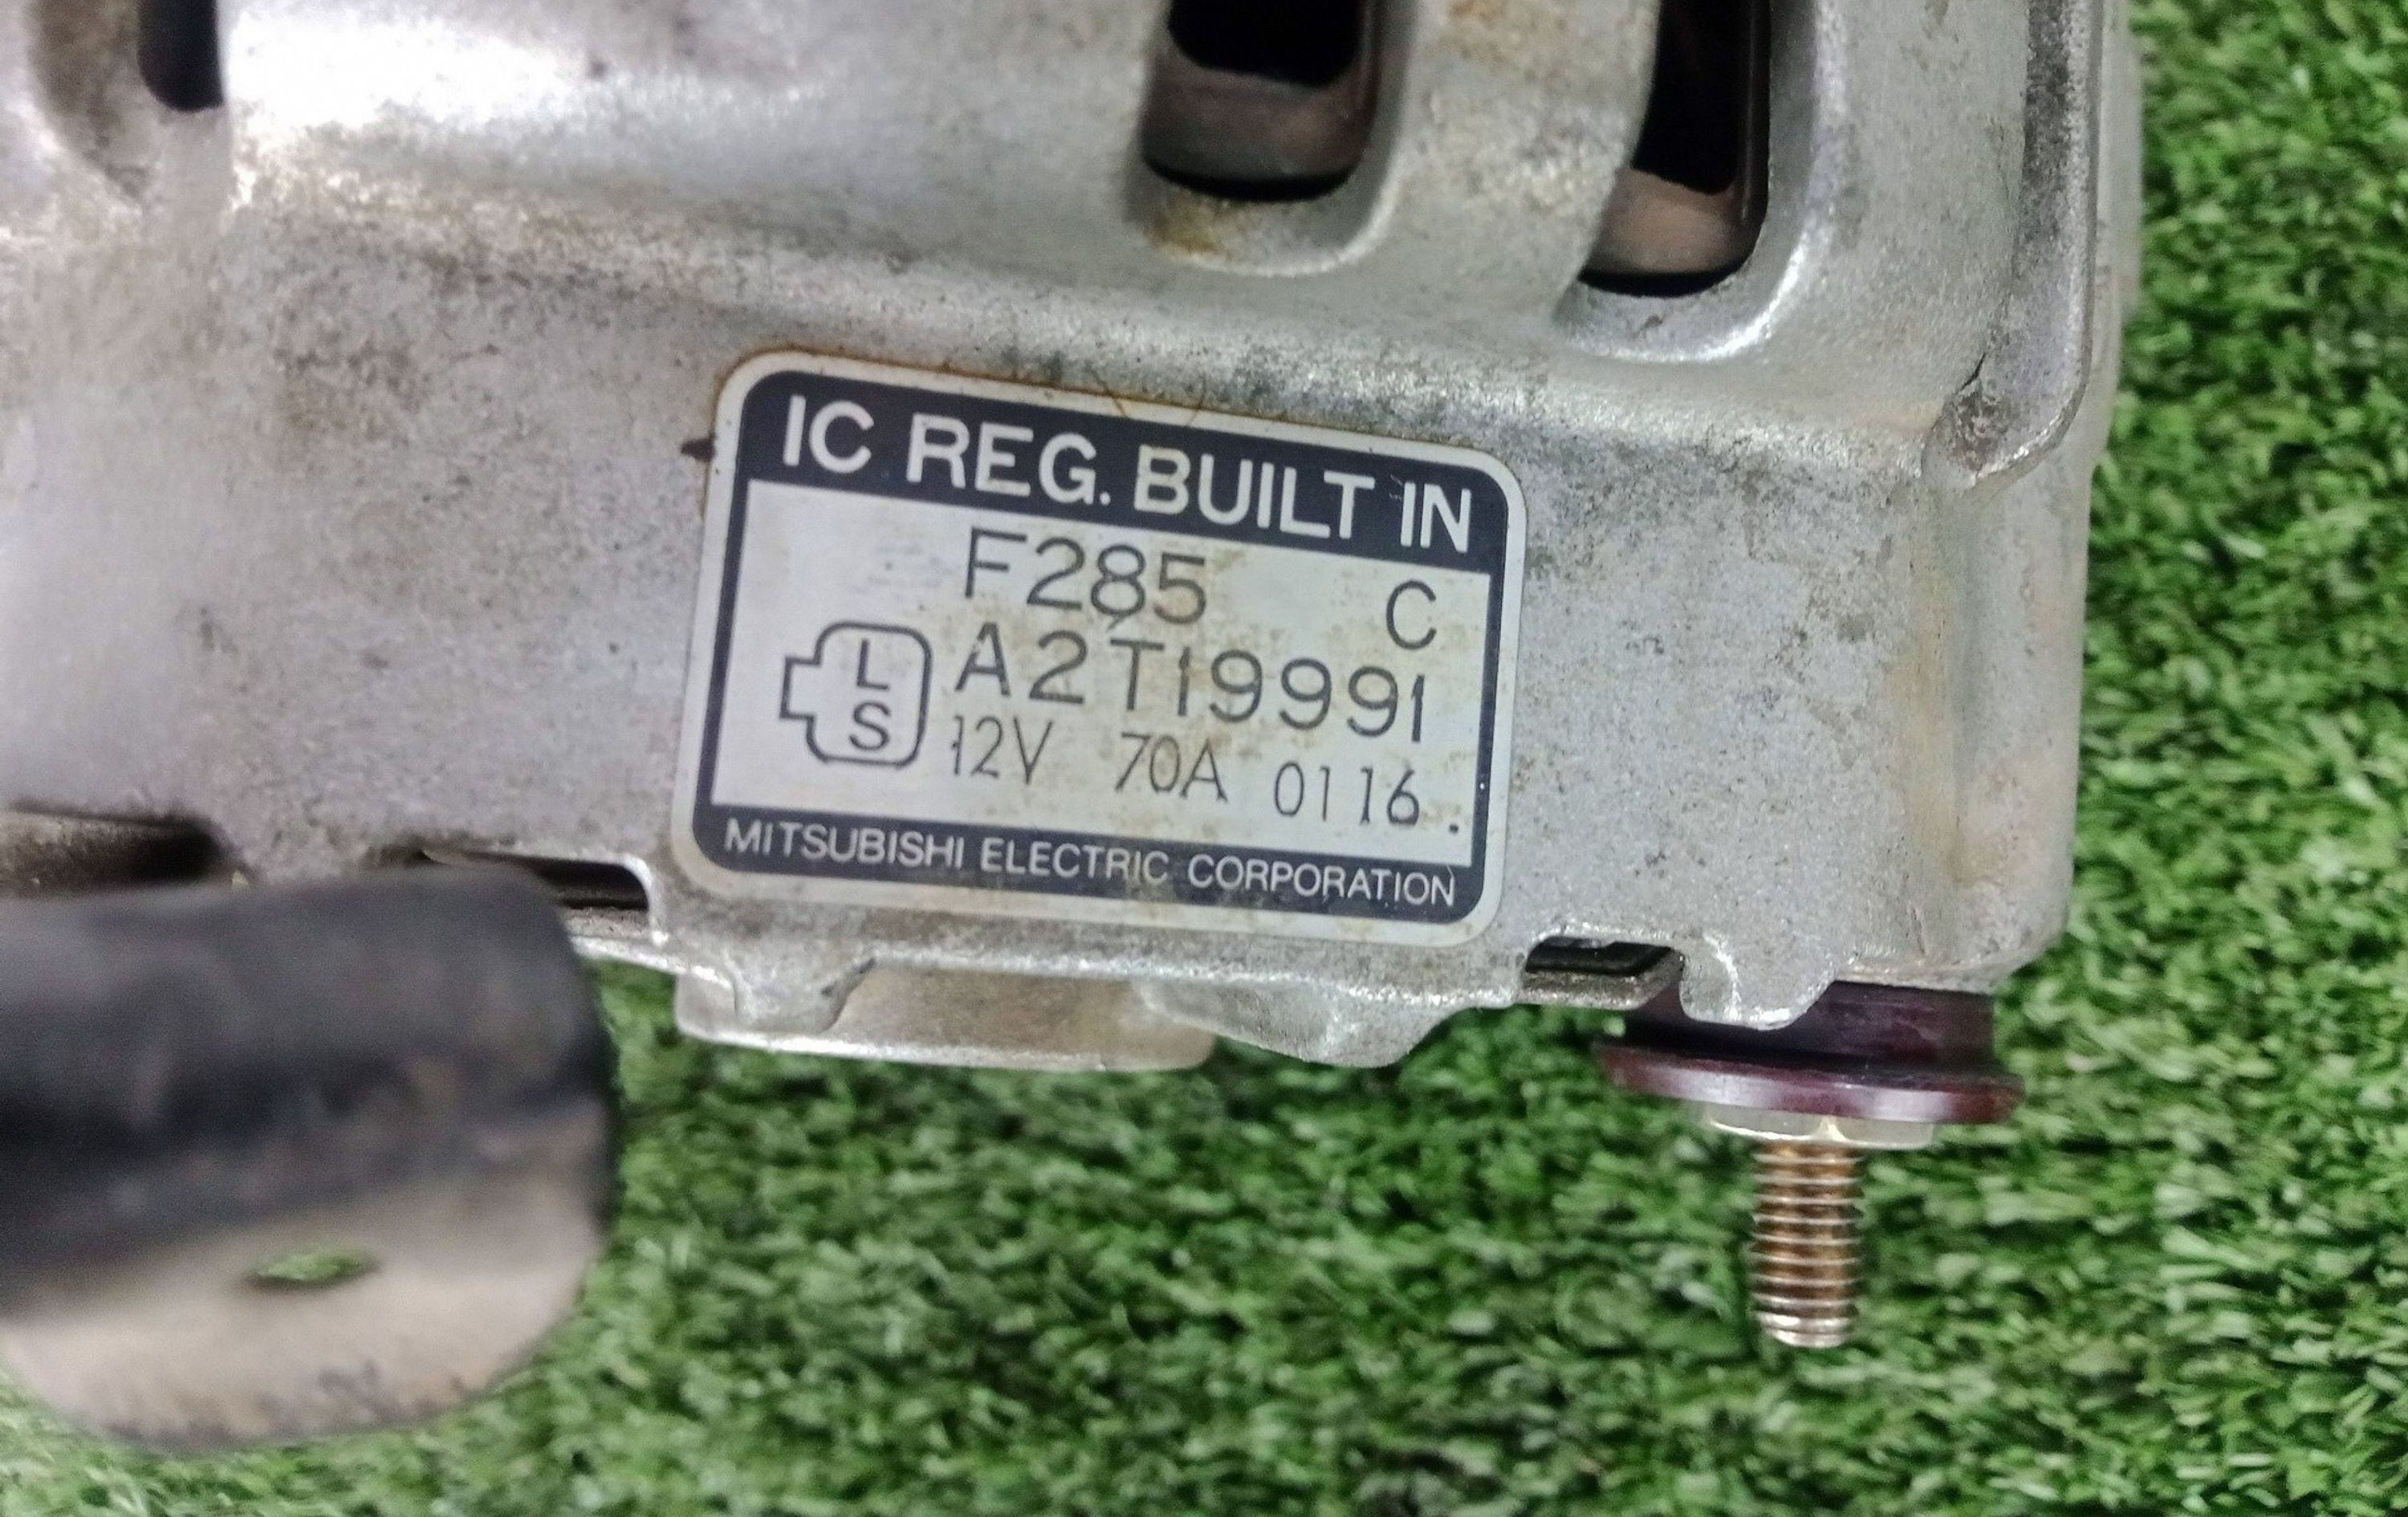 IC REG. BUILT IN
F285 C
L A2T19991
S 12V 70A 0116.
MITSUBISHI ELECTRIC CORPORATION